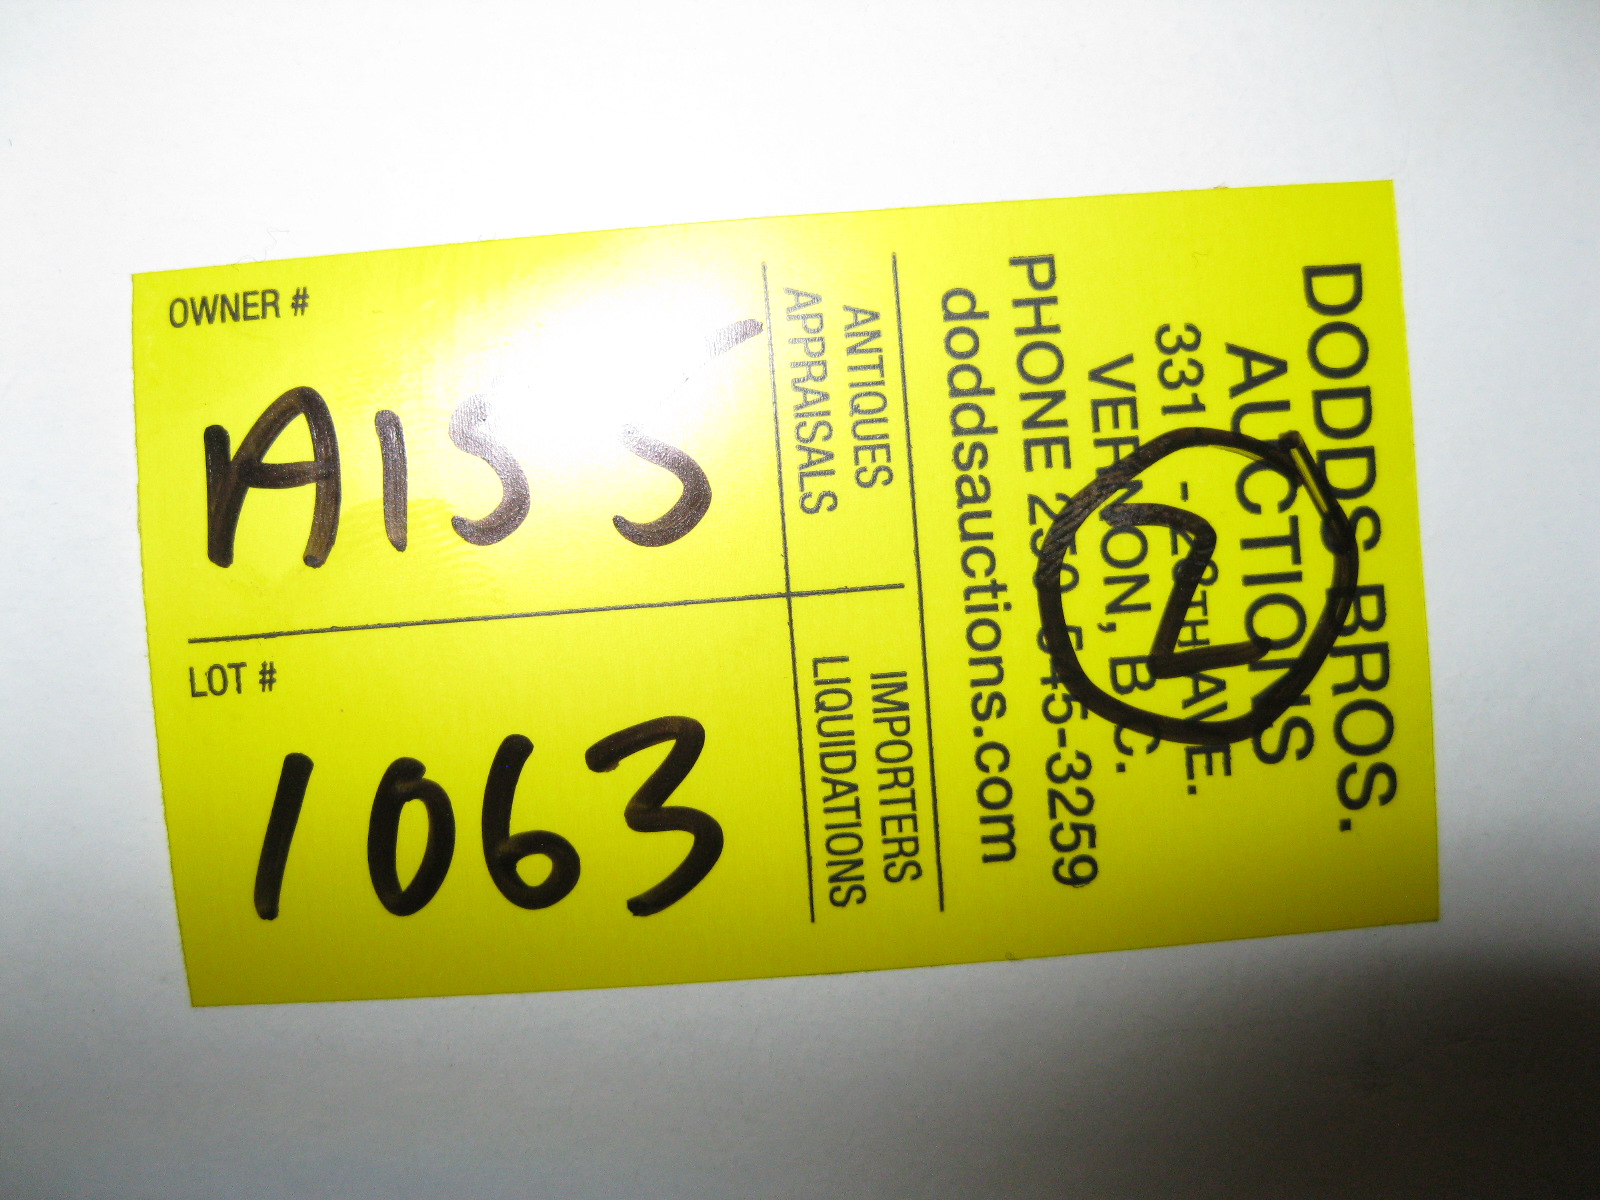 OWNER #
A155
LOT #
1063
DODDS BROS.
AUCTIONS
- 28TH AVE.
VERNON, B.C.
PHONE 250-545-3259
doddsauctions.com
ANTIQUES
APPRAISALS
IMPORTERS
LIQUIDATIONS
2